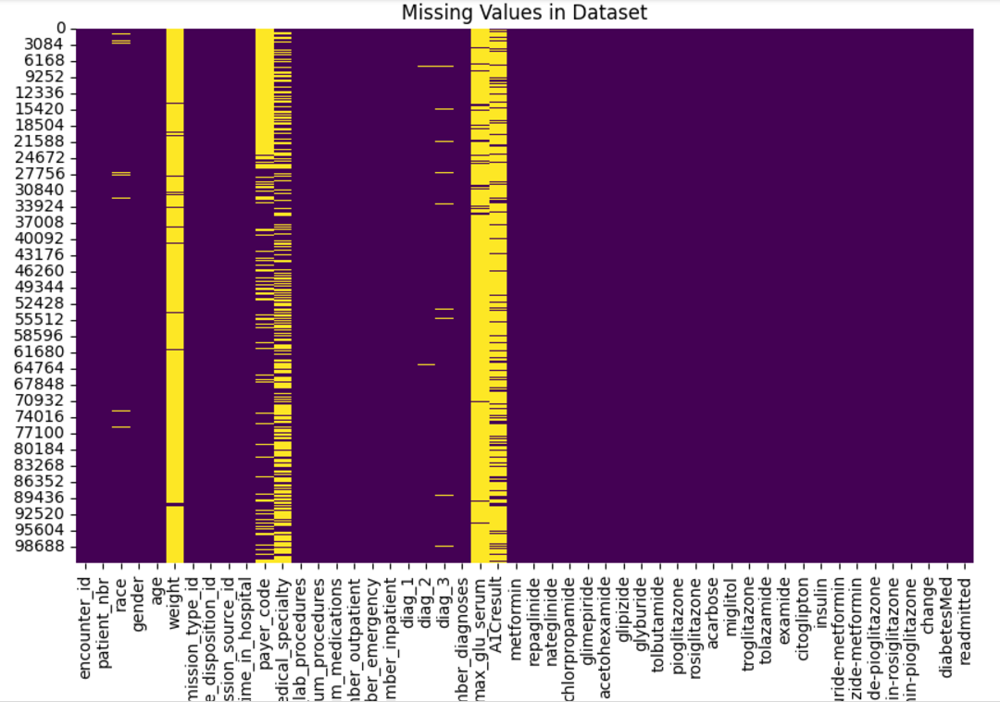 Missing Values in Dataset
0
3084
6168
9252
12336
15420
18504
21588
24672
27756
30840
33924
37008
40092
43176
46260
49344
52428
55512
58596
61680
64764
67848
70932
74016
77100
80184
83268
86352
89436
92520
95604
98688
encounter_id
patient_nbr
race
gender
age
weight
mission_type_id
e_disposition_id
ssion_source_id
ime_in_hospital
payer_code
edical_specialty
lab_procedures
um_procedures
m_medications
ber_outpatient
ber_emergency
mber_inpatient
diag_1
diag_2
diag_3
mber_diagnoses
max_glu_serum
A1Cresult
metformin
repaglinide
nateglinide
chlorpropamide
glimepiride
acetohexamide
glipizide
glyburide
tolbutamide
pioglitazone
rosiglitazone
acarbose
miglitol
troglitazone
tolazamide
examide
citoglipton
insulin
uride-metformin
zide-metformin
de-pioglitazone
in-rosiglitazone
nin-pioglitazone
change
diabetesMed
readmitted